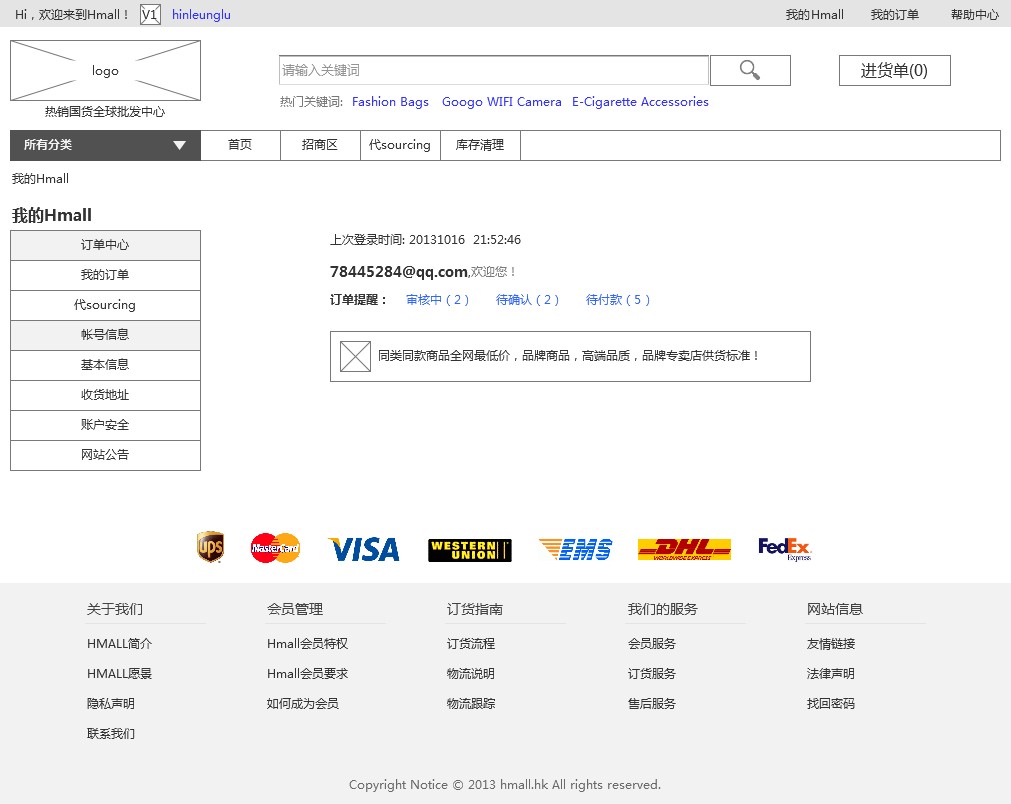 Hi，欢迎来到Hmall！ V1 hinleunglu 我的Hmall 我的订单 帮助中心
logo
热销国货全球批发中心
请输入关键词
进货单(0)
热门关键词: Fashion Bags Googo WIFI Camera E-Cigarette Accessories
所有分类 首页 招商区 代sourcing 库存清理
我的Hmall
我的Hmall
订单中心
我的订单
代sourcing
帐号信息
基本信息
收货地址
账户安全
网站公告
上次登录时间: 20131016 21:52:46
78445284@qq.com,欢迎您！
订单提醒： 审核中（2） 待确认（2） 待付款（5）
同类同款商品全网最低价，品牌商品，高端品质，品牌专卖店供货标准！
UPS MasterCard VISA WESTERN UNION EMS DHL WORLDWIDE EXPRESS FedEx Express
关于我们 会员管理 订货指南 我们的服务 网站信息
HMALL简介 Hmall会员特权 订货流程 会员服务 友情链接
HMALL愿景 Hmall会员要求 物流说明 订货服务 法律声明
隐私声明 如何成为会员 物流跟踪 售后服务 找回密码
联系我们
Copyright Notice © 2013 hmall.hk All rights reserved.